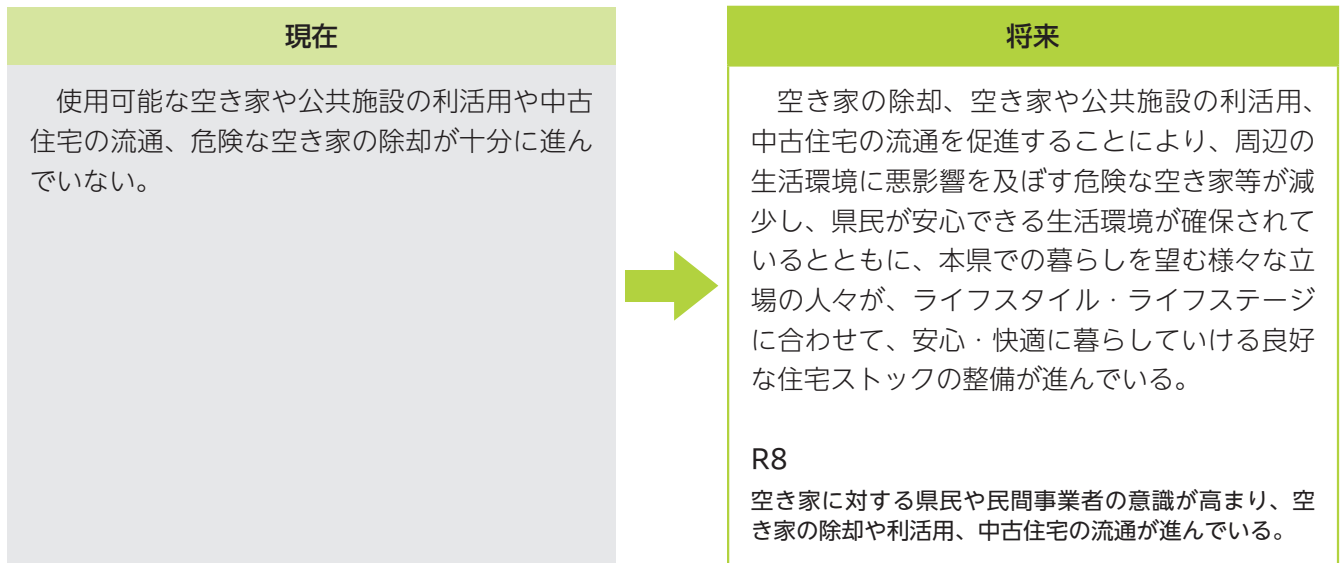 現在
使用可能な空き家や公共施設の利活用や中古
住宅の流通、危険な空き家の除却が十分に進ん
でいない。
将来
空き家の除却、空き家や公共施設の利活用、
中古住宅の流通を促進することにより、周辺の
生活環境に悪影響を及ぼす危険な空き家等が減
少し、県民が安心できる生活環境が確保されて
いるとともに、本県での暮らしを望む様々な立
場の人々が、ライフスタイル・ライフステージ
に合わせて、安心・快適に暮らしていける良好
な住宅ストックの整備が進んでいる。
R8
空き家に対する県民や民間事業者の意識が高まり、空
き家の除却や利活用、中古住宅の流通が進んでいる。